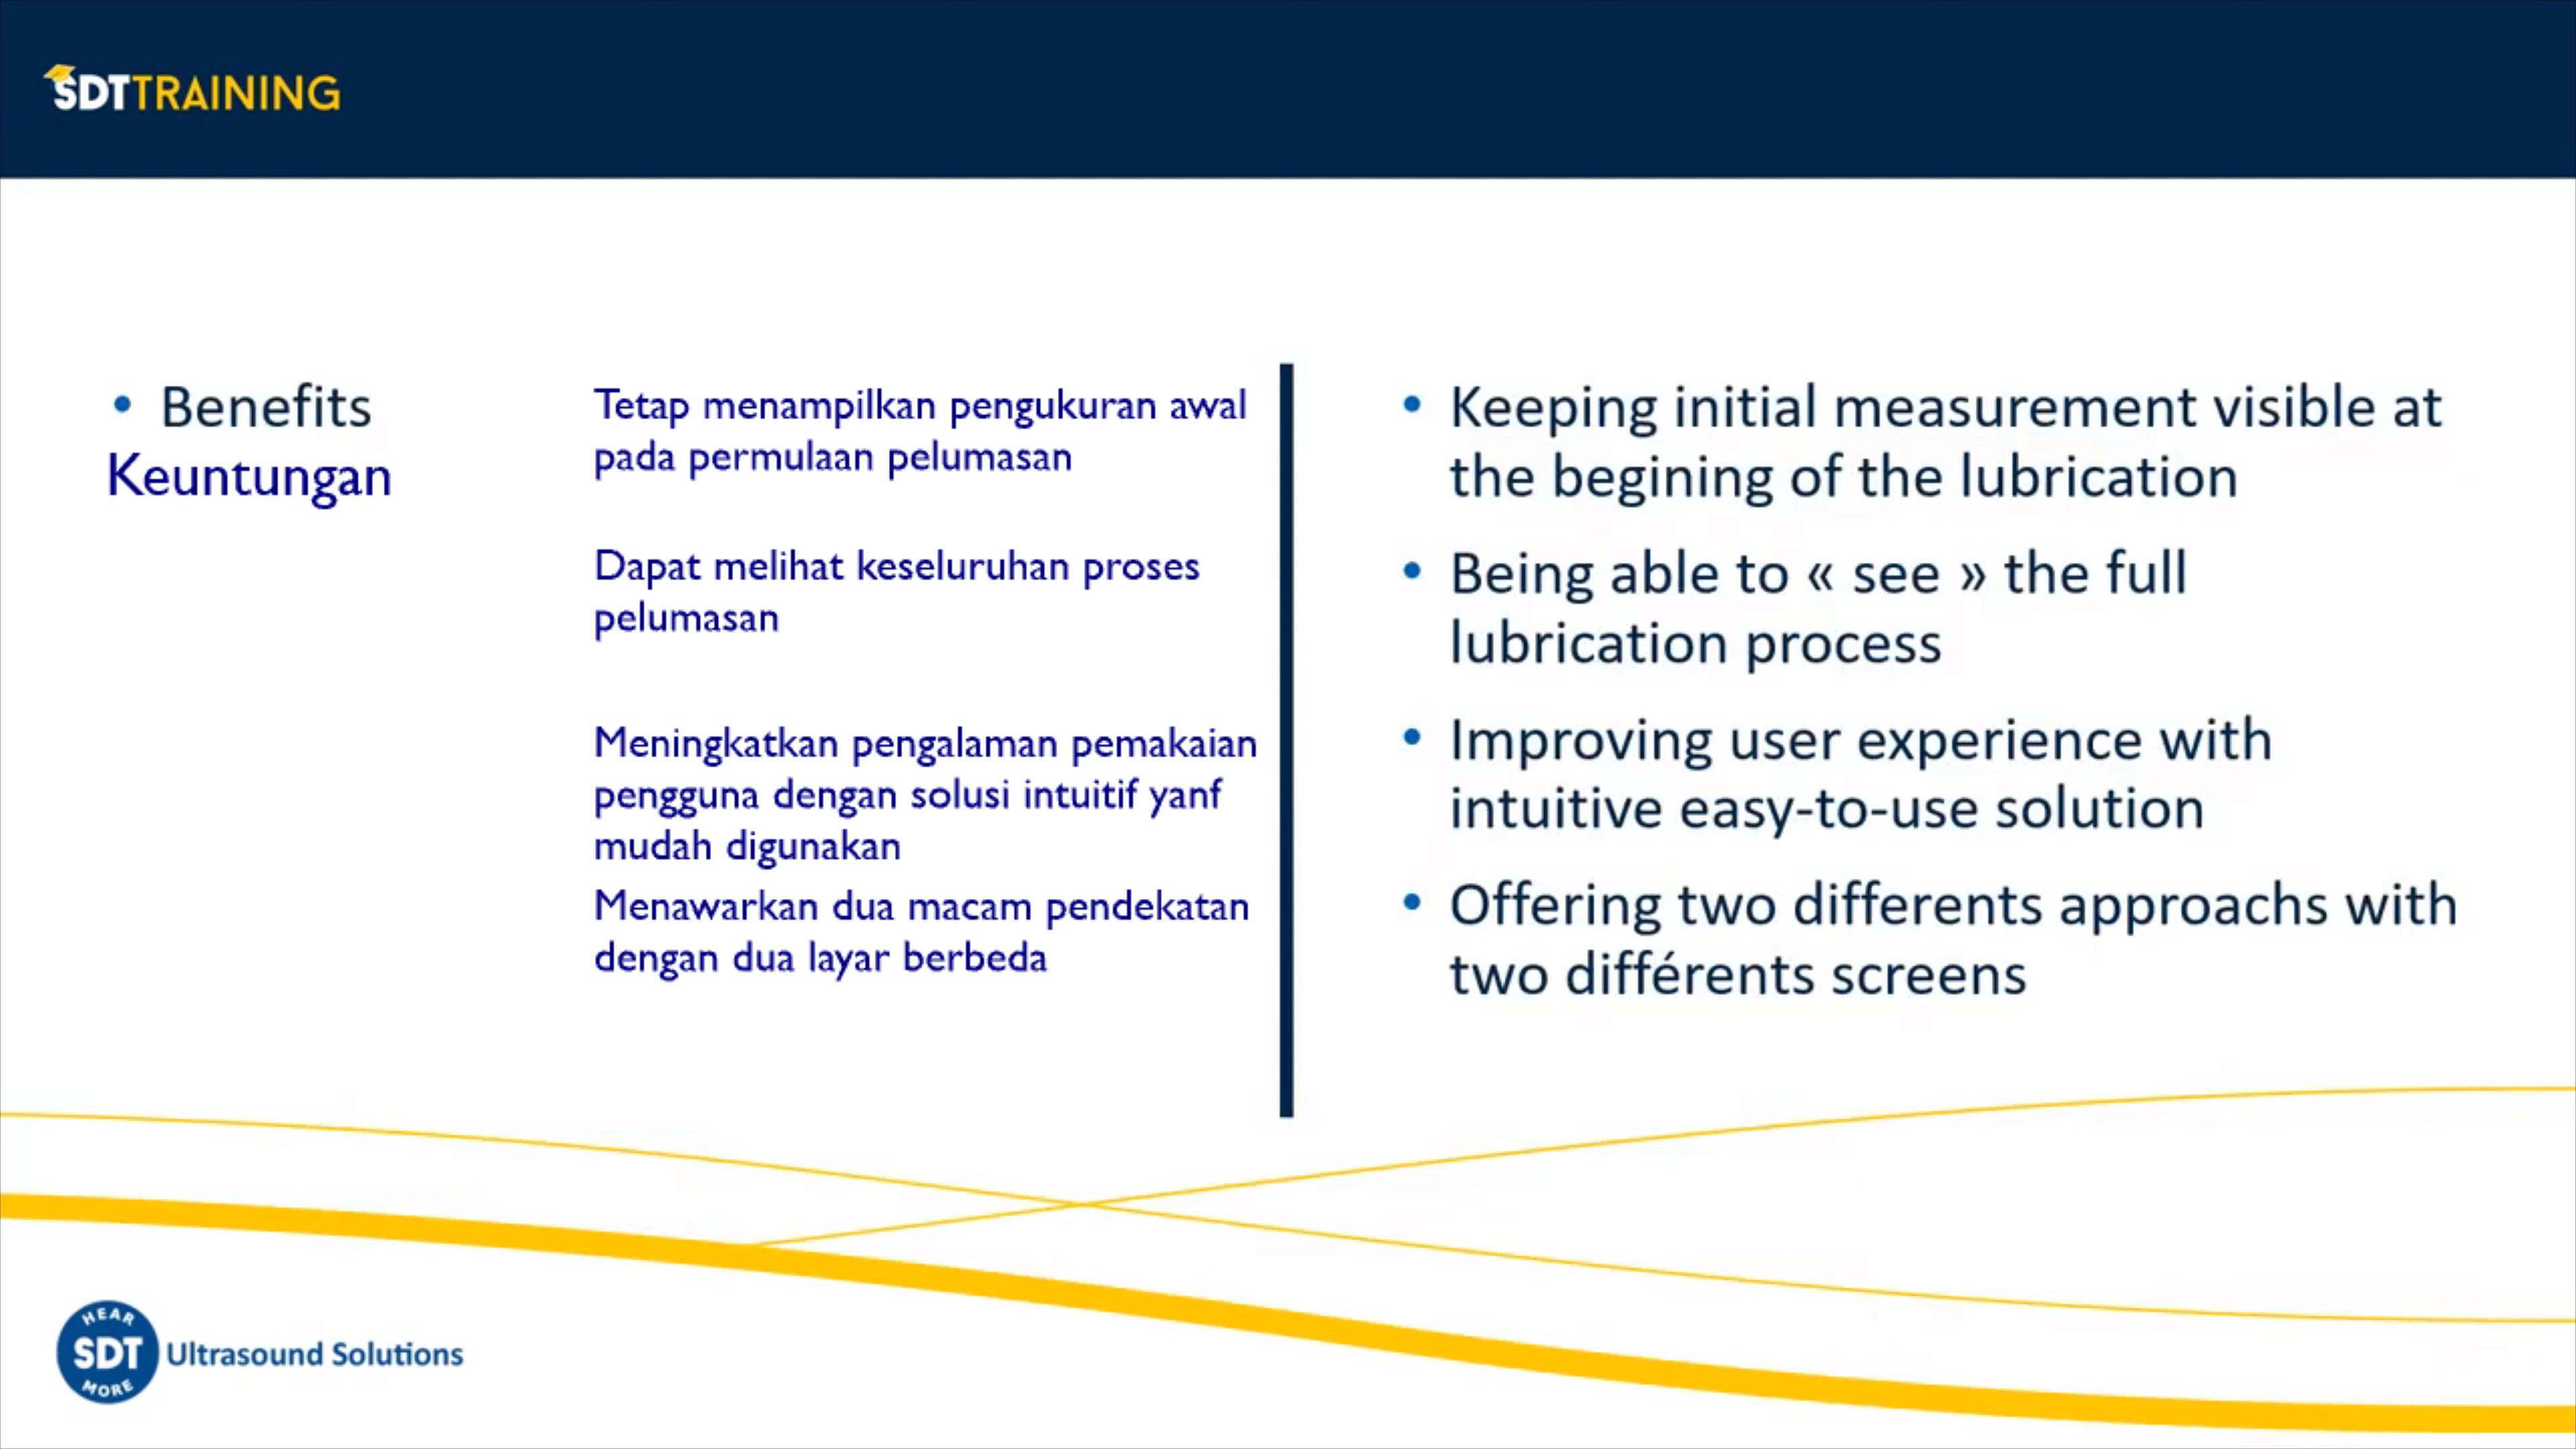 SDTTRAINING
• Benefits
Keuntungan
Tetap menampilkan pengukuran awal
pada permulaan pelumasan
Dapat melihat keseluruhan proses
pelumasan
Meningkatkan pengalaman pemakaian
pengguna dengan solusi intuitif yanf
mudah digunakan
Menawarkan dua macam pendekatan
dengan dua layar berbeda
• Keeping initial measurement visible at
the begining of the lubrication
• Being able to « see » the full
lubrication process
• Improving user experience with
intuitive easy-to-use solution
• Offering two differents approachs with
two différents screens
HEAR
SDT
MORE
Ultrasound Solutions